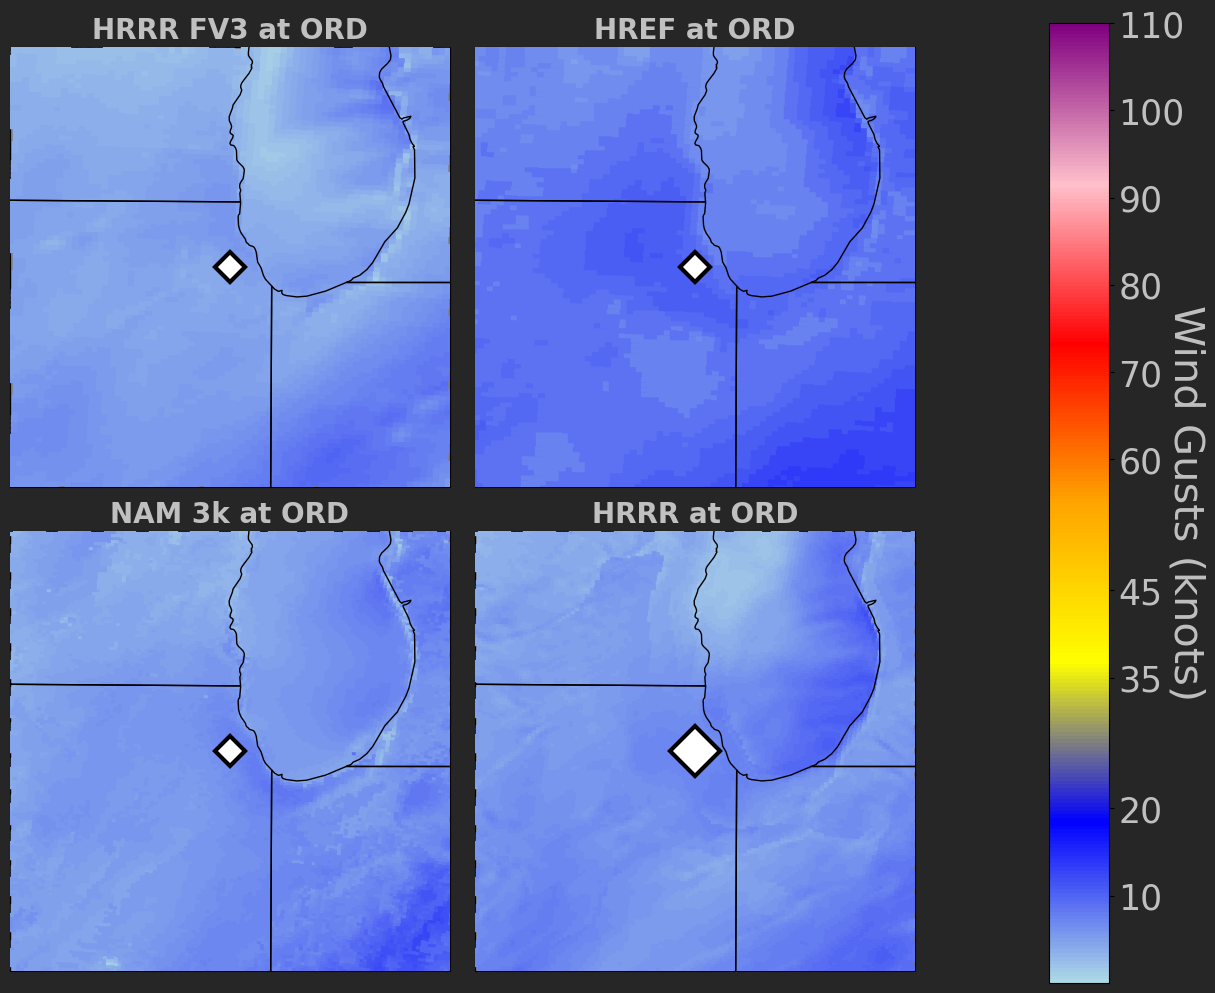 HRRR FV3 at ORD
HREF at ORD
NAM 3k at ORD
HRRR at ORD
110
100
90
80
70
60
45
35
20
10
Wind Gusts (knots)